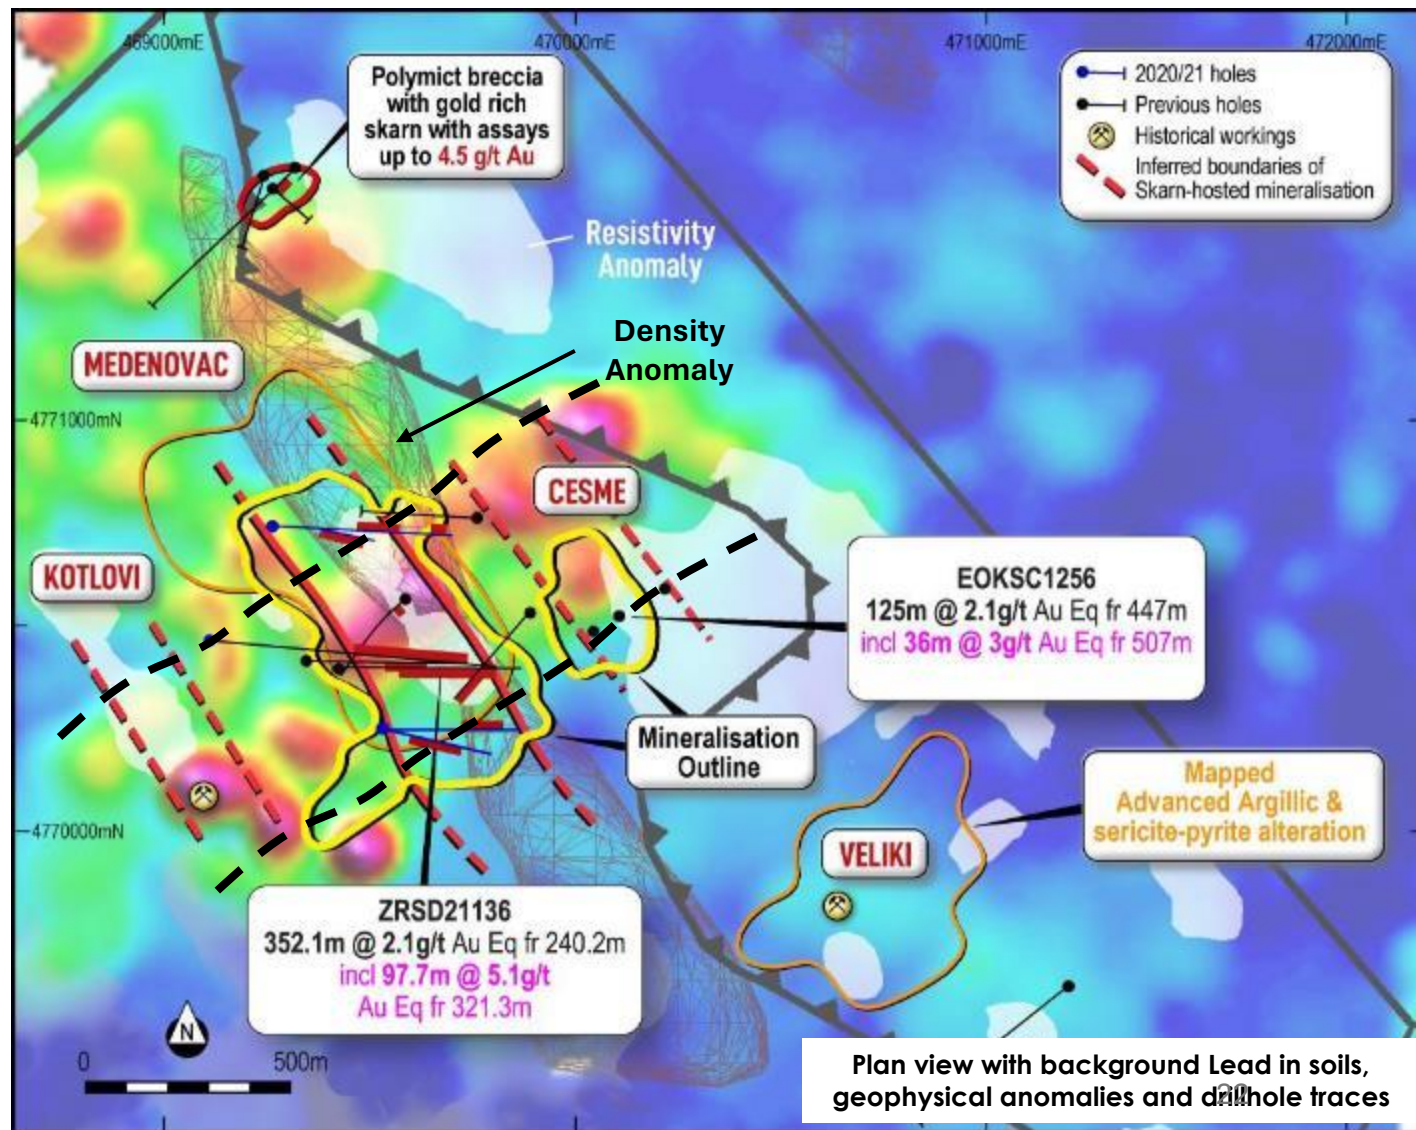 469000mE
470000mE
471000mE
472000mE
Polymict breccia
with gold rich
skarn with assays
up to 4.5 g/t Au
2020/21 holes
Previous holes
Historical workings
Inferred boundaries of
Skarn-hosted mineralisation
Resistivity
Anomaly
Density
Anomaly
MEDENOVAC
4771000mN
CESME
KOTLOVI
EOKSC1256
125m @ 2.1g/t Au Eq fr 447m
incl 36m @ 3g/t Au Eq fr 507m
Mineralisation
Outline
Mapped
Advanced Argillic &
sericite-pyrite alteration
4770000mN
VELIKI
ZRSD21136
352.1m @ 2.1g/t Au Eq fr 240.2m
incl 97.7m @ 5.1g/t
Au Eq fr 321.3m
N
0 500m
Plan view with background Lead in soils,
geophysical anomalies and drillhole traces
22